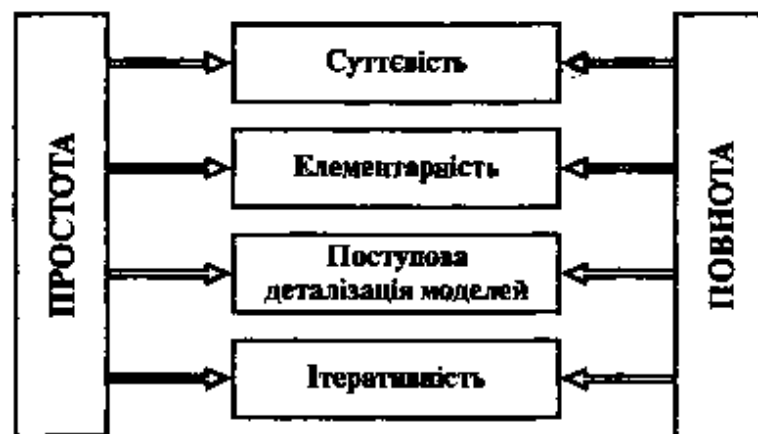 ПРОСТОТА
Суттєвість
Елементарність
Поступова
деталізація моделей
Ітеративність
ПОВНОТА